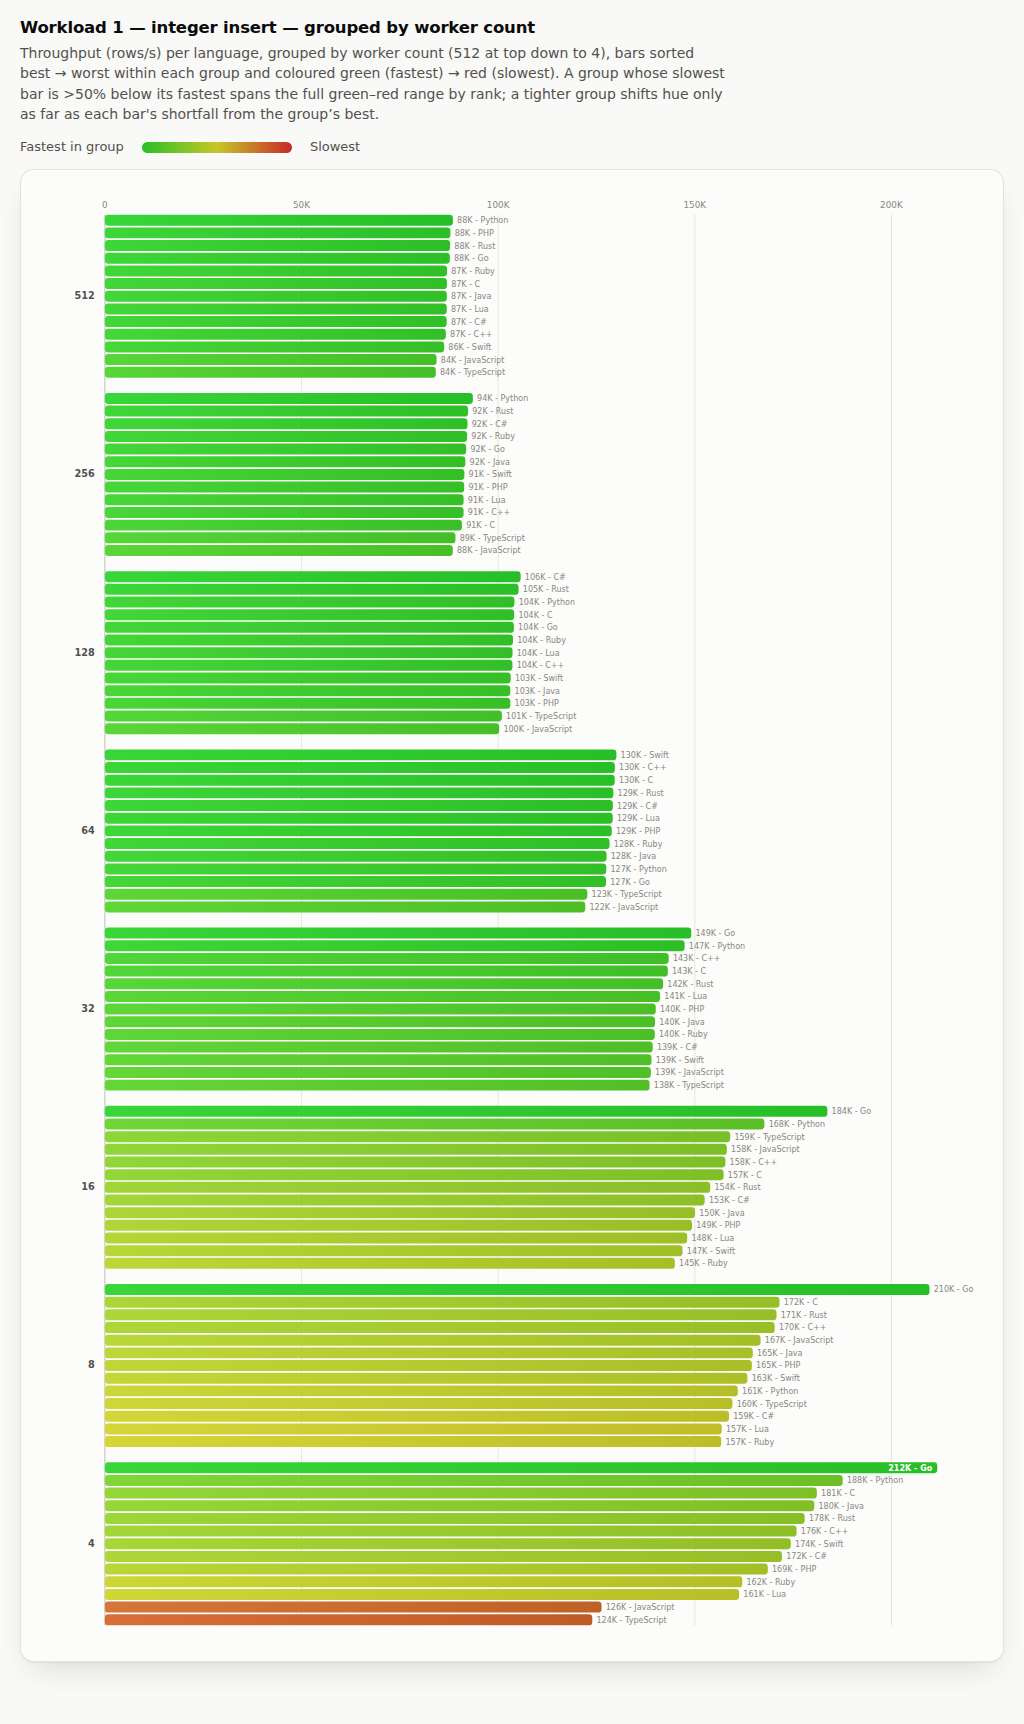 Workload 1 — integer insert — grouped by worker count
Throughput (rows/s) per language, grouped by worker count (512 at top down to 4), bars sorted
best → worst within each group and coloured green (fastest) → red (slowest). A group whose slowest
bar is >50% below its fastest spans the full green–red range by rank; a tighter group shifts hue only
as far as each bar's shortfall from the group’s best.
Fastest in group Slowest
0 50K 100K 150K 200K
88K - Python
88K - PHP
88K - Rust
88K - Go
87K - Ruby
87K - C
512 87K - Java
87K - Lua
87K - C#
87K - C++
86K - Swift
84K - JavaScript
84K - TypeScript
94K - Python
92K - Rust
92K - C#
92K - Ruby
92K - Go
92K - Java
256 91K - Swift
91K - PHP
91K - Lua
91K - C++
91K - C
89K - TypeScript
88K - JavaScript
106K - C#
105K - Rust
104K - Python
104K - C
104K - Go
104K - Ruby
128 104K - Lua
104K - C++
103K - Swift
103K - Java
103K - PHP
101K - TypeScript
100K - JavaScript
130K - Swift
130K - C++
130K - C
129K - Rust
129K - C#
129K - Lua
64 129K - PHP
128K - Ruby
128K - Java
127K - Python
127K - Go
123K - TypeScript
122K - JavaScript
149K - Go
147K - Python
143K - C++
143K - C
142K - Rust
141K - Lua
32 140K - PHP
140K - Java
140K - Ruby
139K - C#
139K - Swift
139K - JavaScript
138K - TypeScript
184K - Go
168K - Python
159K - TypeScript
158K - JavaScript
158K - C++
157K - C
16 154K - Rust
153K - C#
150K - Java
149K - PHP
148K - Lua
147K - Swift
145K - Ruby
210K - Go
172K - C
171K - Rust
170K - C++
167K - JavaScript
165K - Java
8 165K - PHP
163K - Swift
161K - Python
160K - TypeScript
159K - C#
157K - Lua
157K - Ruby
212K - Go
188K - Python
181K - C
180K - Java
178K - Rust
176K - C++
4 174K - Swift
172K - C#
169K - PHP
162K - Ruby
161K - Lua
126K - JavaScript
124K - TypeScript